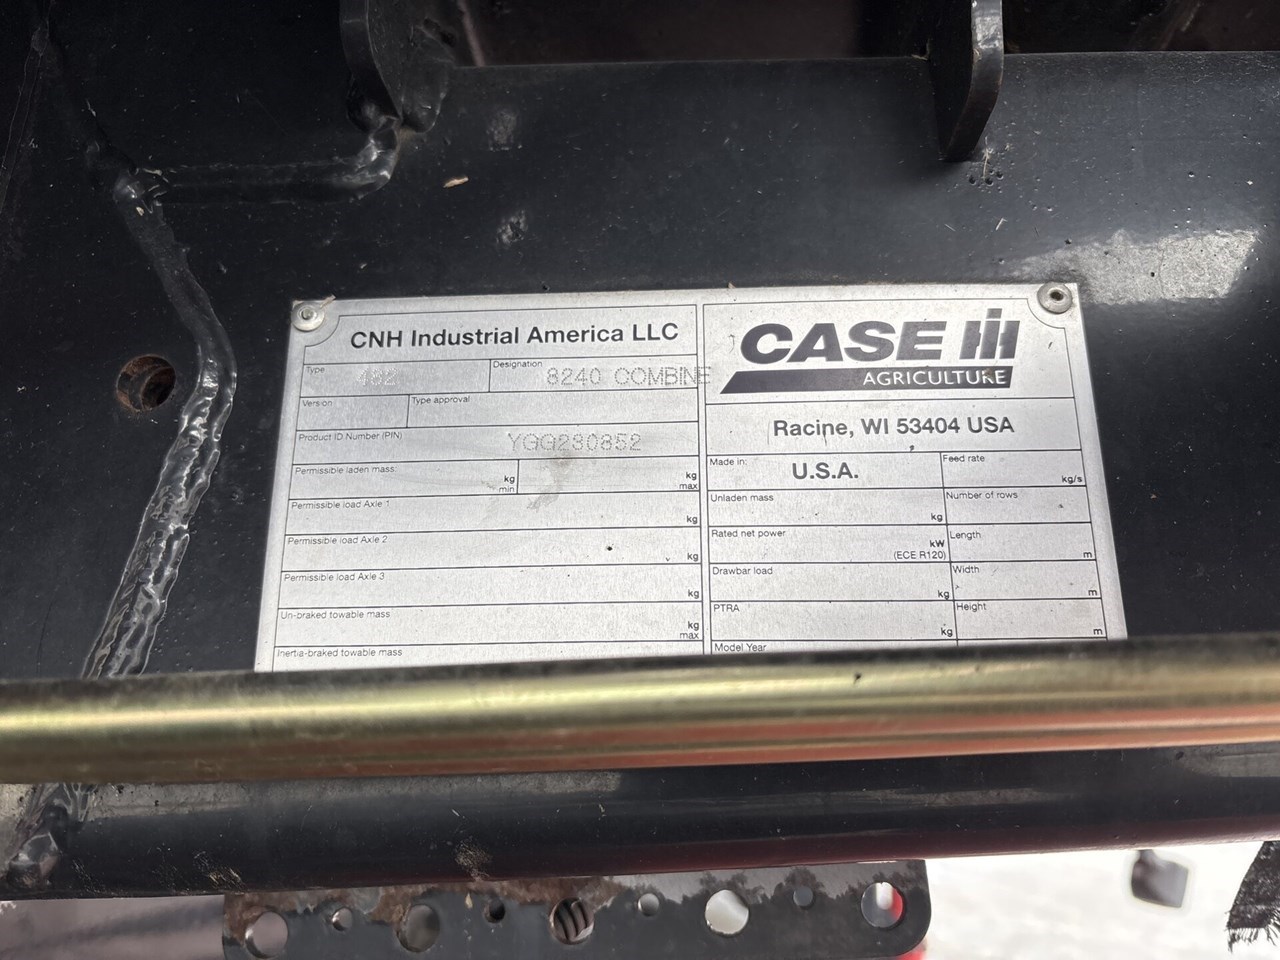 CNH Industrial America LLC
Type
482
Designation
8240 COMBINE
Version
Type approval
Product ID Number (PIN)
YGG230852
Permissible laden mass:
kg
min
kg
max
Permissible load Axle 1
kg
Permissible load Axle 2
kg
Permissible load Axle 3
kg
Un-braked towable mass
kg
max
Inertia-braked towable mass
CASE IH
AGRICULTURE
Racine, WI 53404 USA
Made in:
U.S.A.
Feed rate
kg/s
Unladen mass
kg
Number of rows
Rated net power
kW
(ECE R120)
Length
m
Drawbar load
kg
Width
m
PTRA
kg
Height
m
Model Year